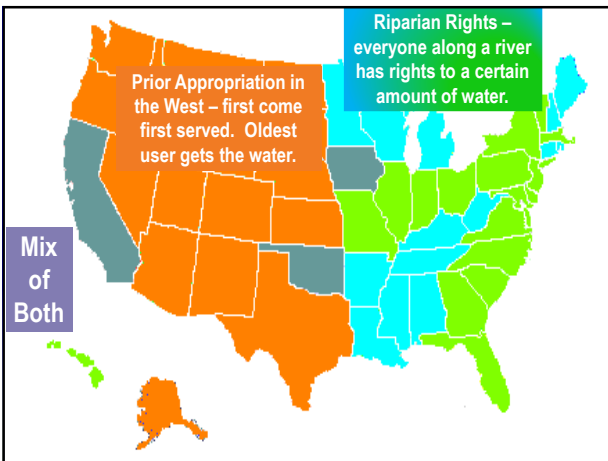 Riparian Rights –
everyone along a river
has rights to a certain
amount of water.
Prior Appropriation in
the West – first come
first served.  Oldest
user gets the water.
Mix
of
Both